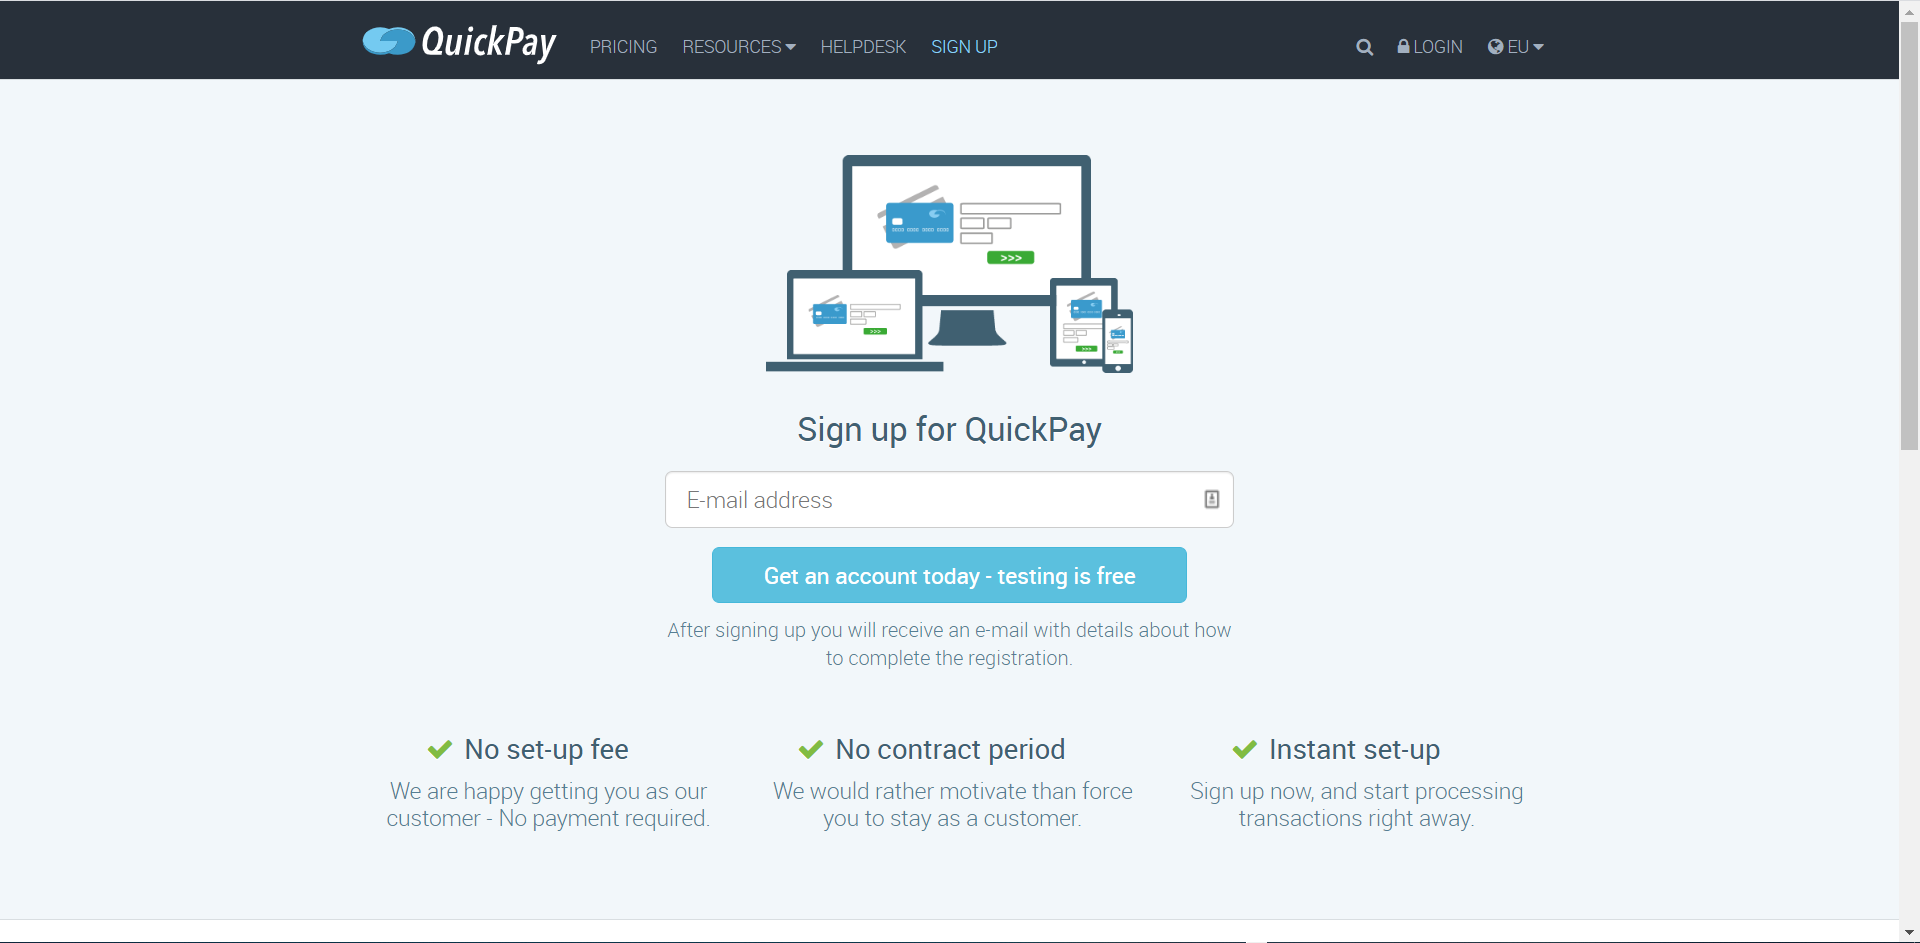 QuickPay PRICING RESOURCES HELPDESK SIGN UP LOGIN EU
>>>
>>>
>>>
Sign up for QuickPay
E-mail address
Get an account today - testing is free
After signing up you will receive an e-mail with details about how
to complete the registration.
No set-up fee
We are happy getting you as our
customer - No payment required.
No contract period
We would rather motivate than force
you to stay as a customer.
Instant set-up
Sign up now, and start processing
transactions right away.